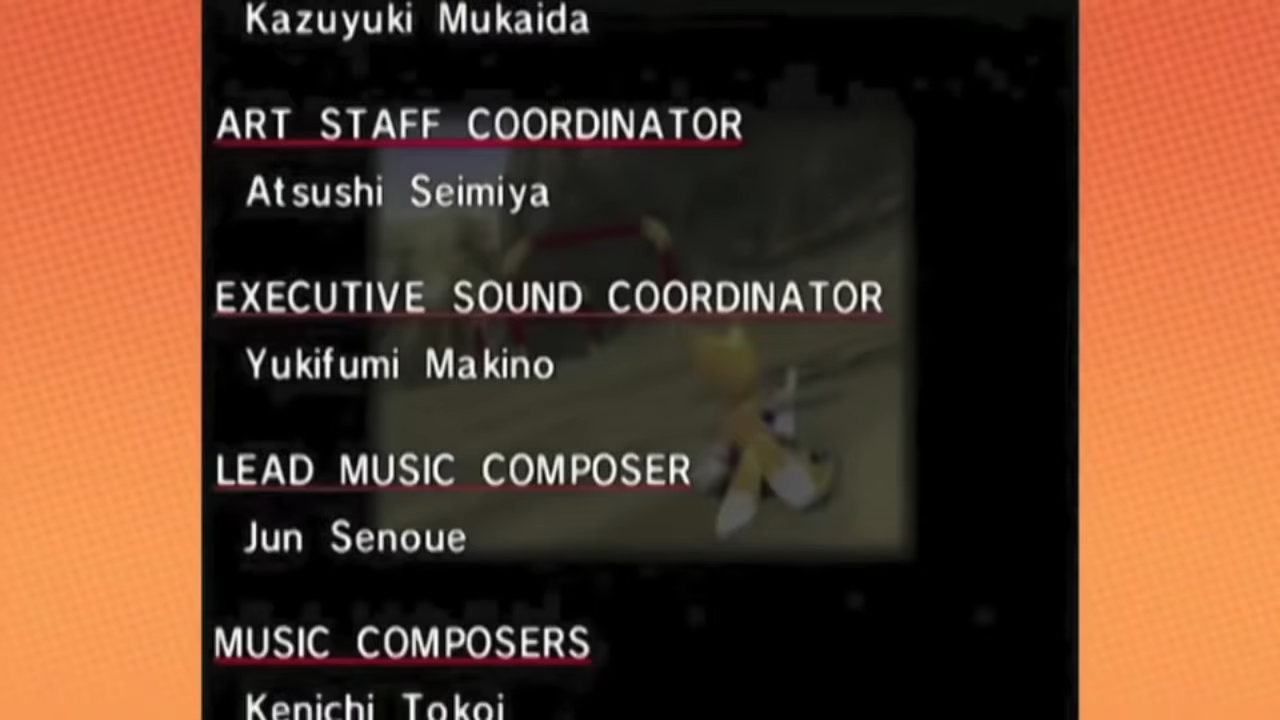 Kazuyuki Mukaida
ART STAFF COORDINATOR
Atsushi Seimiya
EXECUTIVE SOUND COORDINATOR
Yukifumi Makino
LEAD MUSIC COMPOSER
Jun Senoue
MUSIC COMPOSERS
Kenichi Tokoi